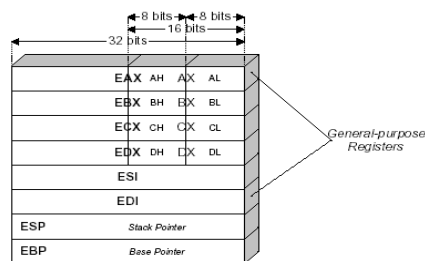 8 bits 8 bits
16 bits
32 bits
EAX AH AX AL
EBX BH BX BL
ECX CH CX CL
EDX DH DX DL
ESI
EDI
ESP Stack Pointer
EBP Base Pointer
General-purpose
Registers